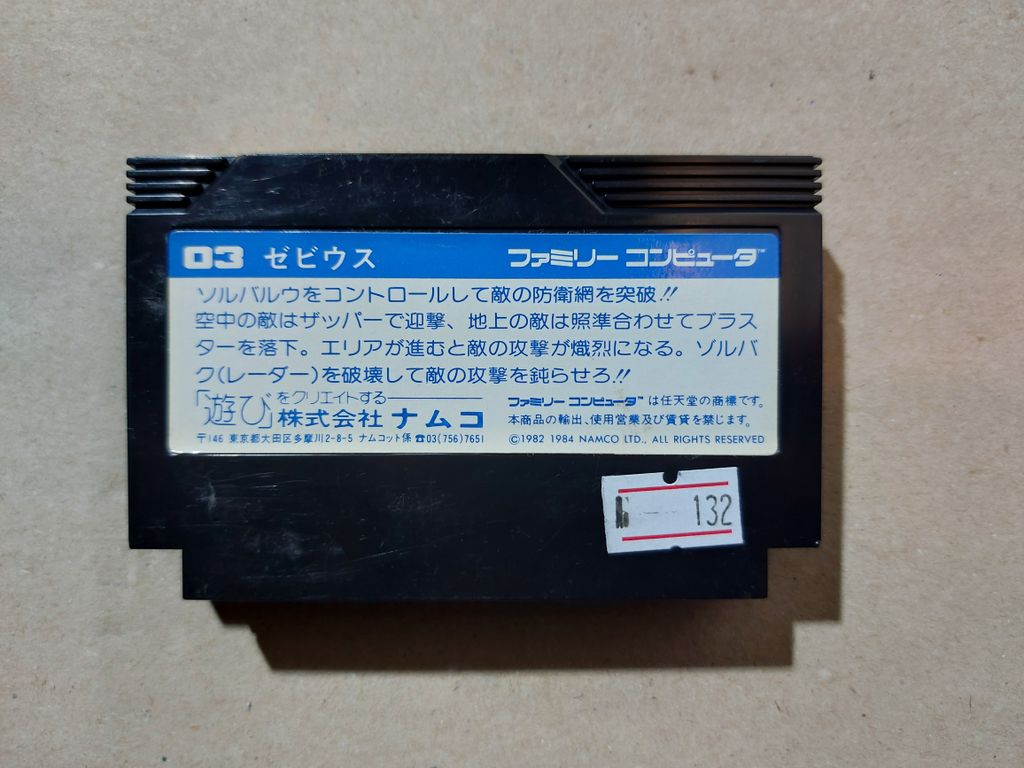 03 ゼビウス ファミリー コンピュータ™
ソルバルウをコントロールして敵の防衛網を突破!!
空中の敵はザッパーで迎撃、地上の敵は照準合わせてブラス
ターを落下。エリアが進むと敵の攻撃が熾烈になる。ゾルバ
ク(レーダー)を破壊して敵の攻撃を鈍らせろ!!
「遊び」をクリエイトする
株式会社 ナムコ
〒146 東京都大田区多摩川2-8-5 ナムコット係 ☎03(756)7651
ファミリー コンピュータ™ は任天堂の商標です。
本商品の輸出、使用営業及び賃貸を禁じます。
©1982 1984 NAMCO LTD., ALL RIGHTS RESERVED
132